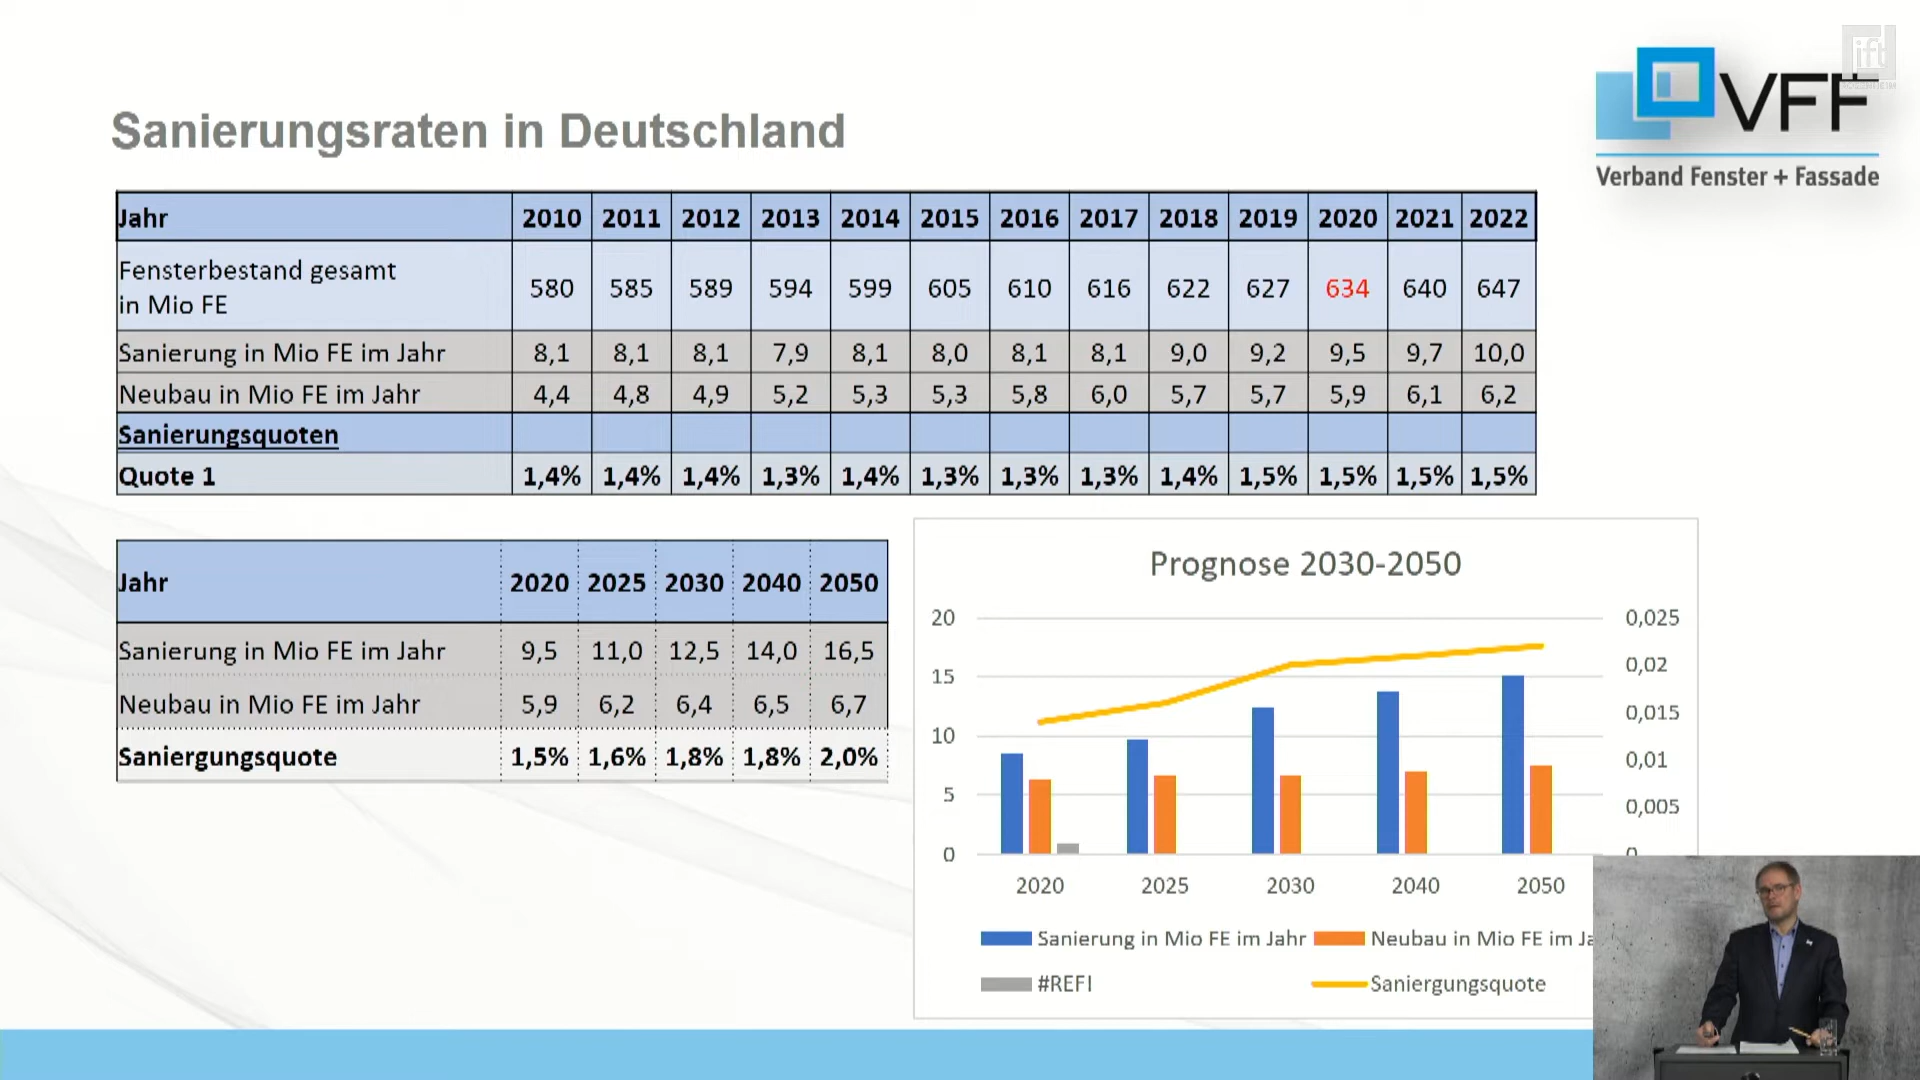 ift
VFF
Verband Fenster + Fassade
Sanierungsraten in Deutschland
Jahr 2010 2011 2012 2013 2014 2015 2016 2017 2018 2019 2020 2021 2022
Fensterbestand gesamt
in Mio FE 580 585 589 594 599 605 610 616 622 627 634 640 647
Sanierung in Mio FE im Jahr 8,1 8,1 8,1 7,9 8,1 8,0 8,1 8,1 9,0 9,2 9,5 9,7 10,0
Neubau in Mio FE im Jahr 4,4 4,8 4,9 5,2 5,3 5,3 5,8 6,0 5,7 5,7 5,9 6,1 6,2
Sanierungsquoten
Quote 1 1,4% 1,4% 1,4% 1,3% 1,4% 1,3% 1,3% 1,3% 1,4% 1,5% 1,5% 1,5% 1,5%
Jahr 2020 2025 2030 2040 2050
Sanierung in Mio FE im Jahr 9,5 11,0 12,5 14,0 16,5
Neubau in Mio FE im Jahr 5,9 6,2 6,4 6,5 6,7
Saniergungsquote 1,5% 1,6% 1,8% 1,8% 2,0%
Prognose 2030-2050
20 0,025
0,02
15
0,015
10
0,01
5
0,005
0
2020 2025 2030 2040 2050
Sanierung in Mio FE im Jahr Neubau in Mio FE im Ja
#REF! Saniergungsquote